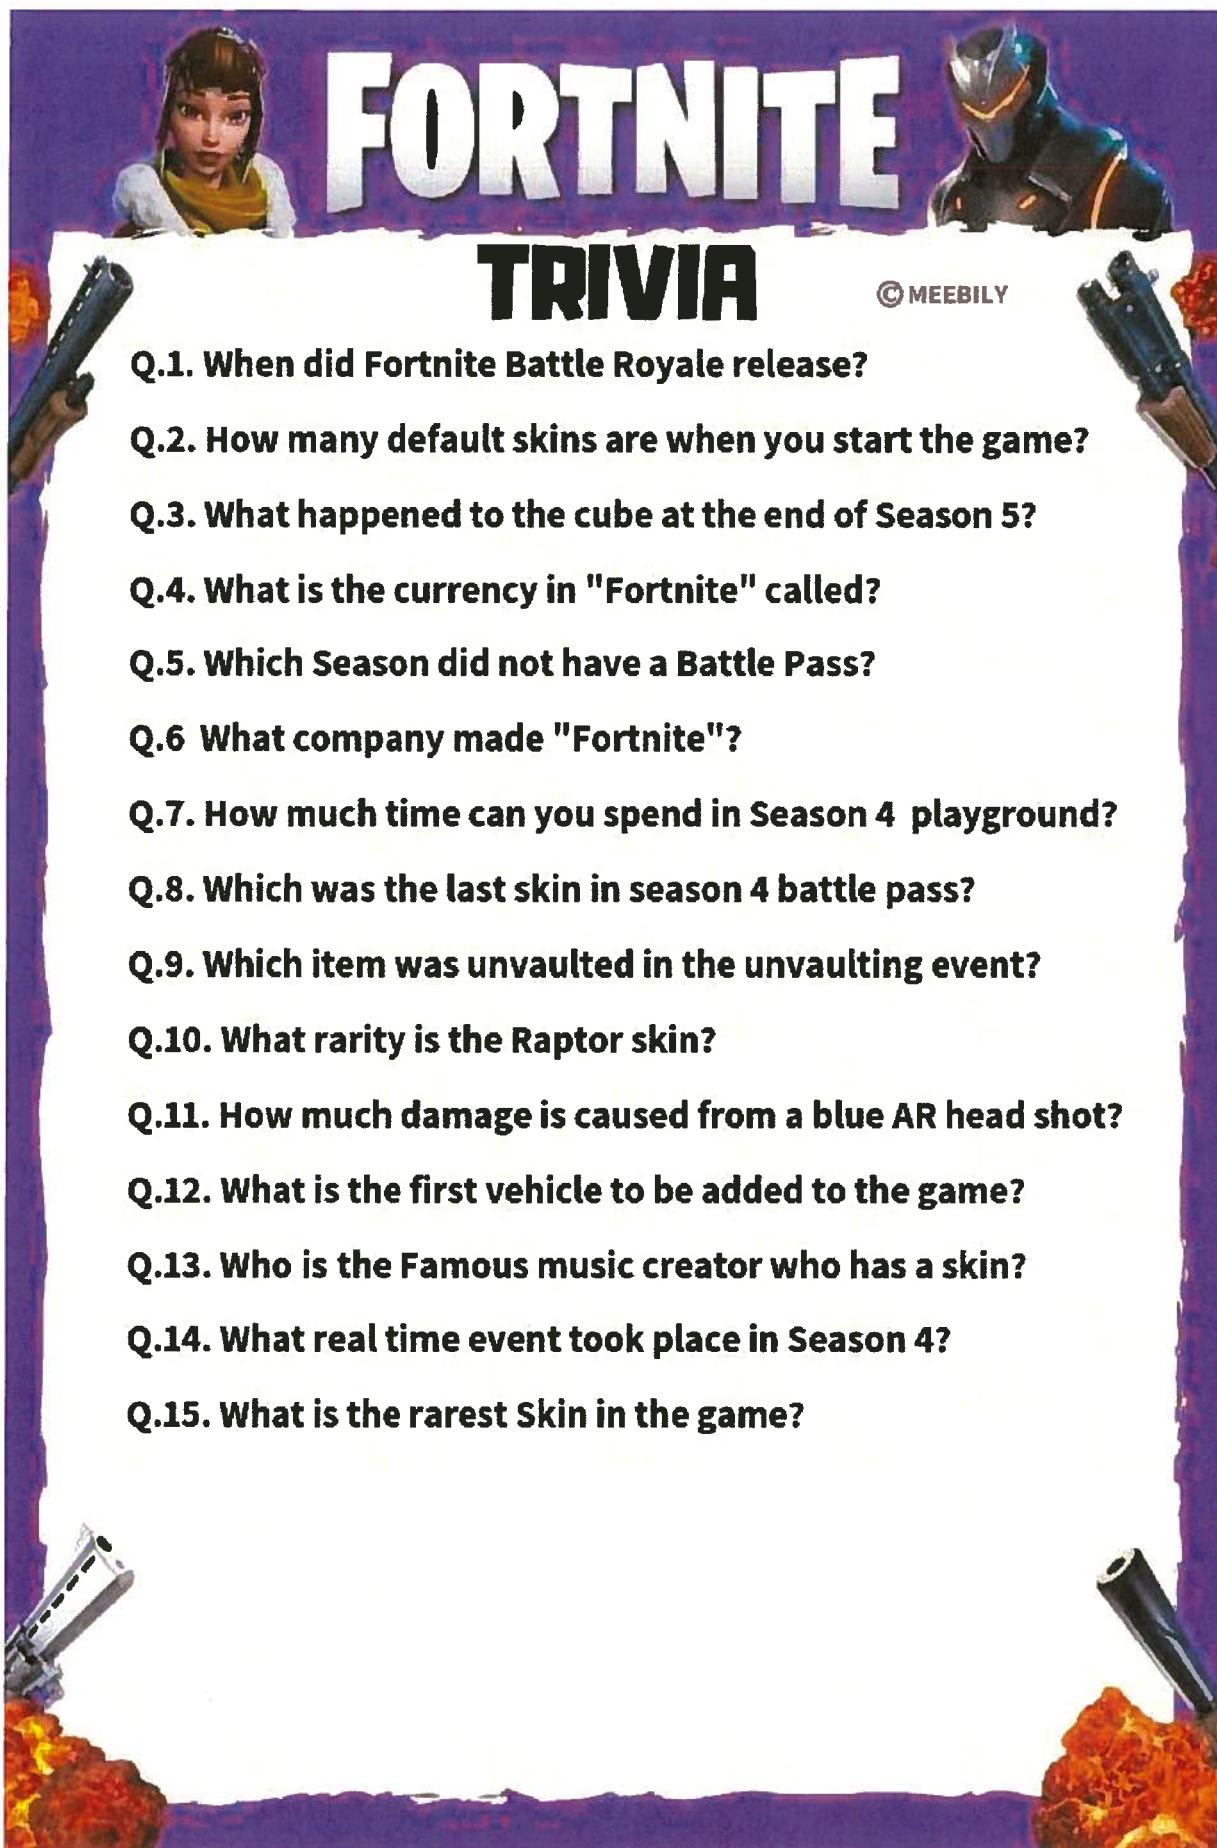 FORTNITE
TRIVIA
© MEEBILY
Q.1. When did Fortnite Battle Royale release?
Q.2. How many default skins are when you start the game?
Q.3. What happened to the cube at the end of Season 5?
Q.4. What is the currency in "Fortnite" called?
Q.5. Which Season did not have a Battle Pass?
Q.6 What company made "Fortnite"?
Q.7. How much time can you spend in Season 4 playground?
Q.8. Which was the last skin in season 4 battle pass?
Q.9. Which item was unvaulted in the unvaulting event?
Q.10. What rarity is the Raptor skin?
Q.11. How much damage is caused from a blue AR head shot?
Q.12. What is the first vehicle to be added to the game?
Q.13. Who is the Famous music creator who has a skin?
Q.14. What real time event took place in Season 4?
Q.15. What is the rarest Skin in the game?